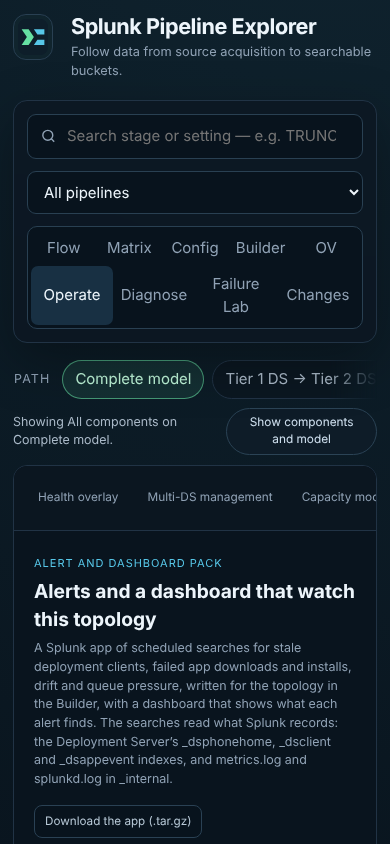 Splunk Pipeline Explorer
Follow data from source acquisition to searchable
buckets.
Search stage or setting — e.g. TRUNC
All pipelines
Flow Matrix Config Builder OV
Operate Diagnose Failure Lab Changes
PATH Complete model Tier 1 DS → Tier 2 DS
Showing All components on
Complete model.
Show components
and model
Health overlay Multi-DS management Capacity mod
ALERT AND DASHBOARD PACK
Alerts and a dashboard that watch
this topology
A Splunk app of scheduled searches for stale
deployment clients, failed app downloads and installs,
drift and queue pressure, written for the topology in
the Builder, with a dashboard that shows what each
alert finds. The searches read what Splunk records:
the Deployment Server’s _dsphonehome, _dsclient
and _dsappevent indexes, and metrics.log and
splunkd.log in _internal.
Download the app (.tar.gz)